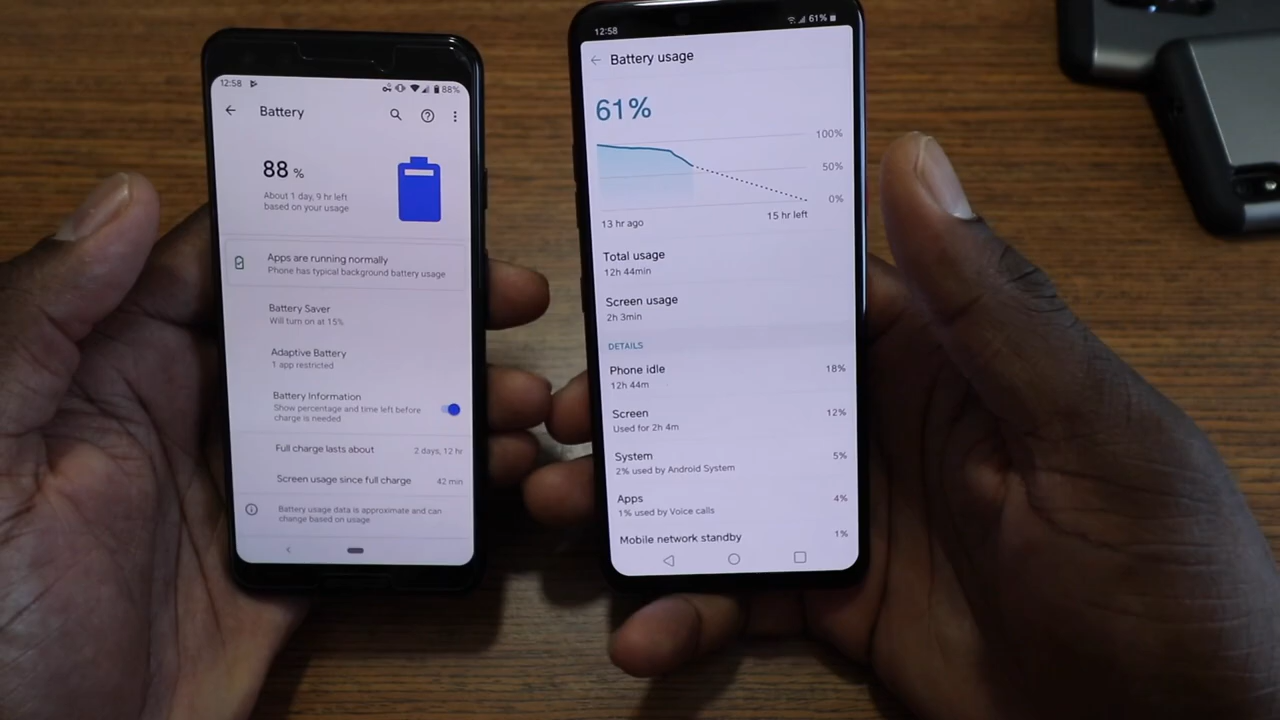 12:58
88%
Battery
88 %
About 1 day, 9 hr left
based on your usage
Apps are running normally
Phone has typical background battery usage
Battery Saver
Will turn on at 15%
Adaptive Battery
1 app restricted
Battery Information
Show percentage and time left before
charge is needed
Full charge lasts about 2 days, 12 hr
Screen usage since full charge 42 min
Battery usage data is approximate and can
change based on usage
12:58
61%
Battery usage
61%
100%
50%
0%
13 hr ago 15 hr left
Total usage
12h 44min
Screen usage
2h 3min
DETAILS
Phone idle 18%
12h 44m
Screen 12%
Used for 2h 4m
System 5%
2% used by Android System
Apps 4%
1% used by Voice calls
Mobile network standby 1%